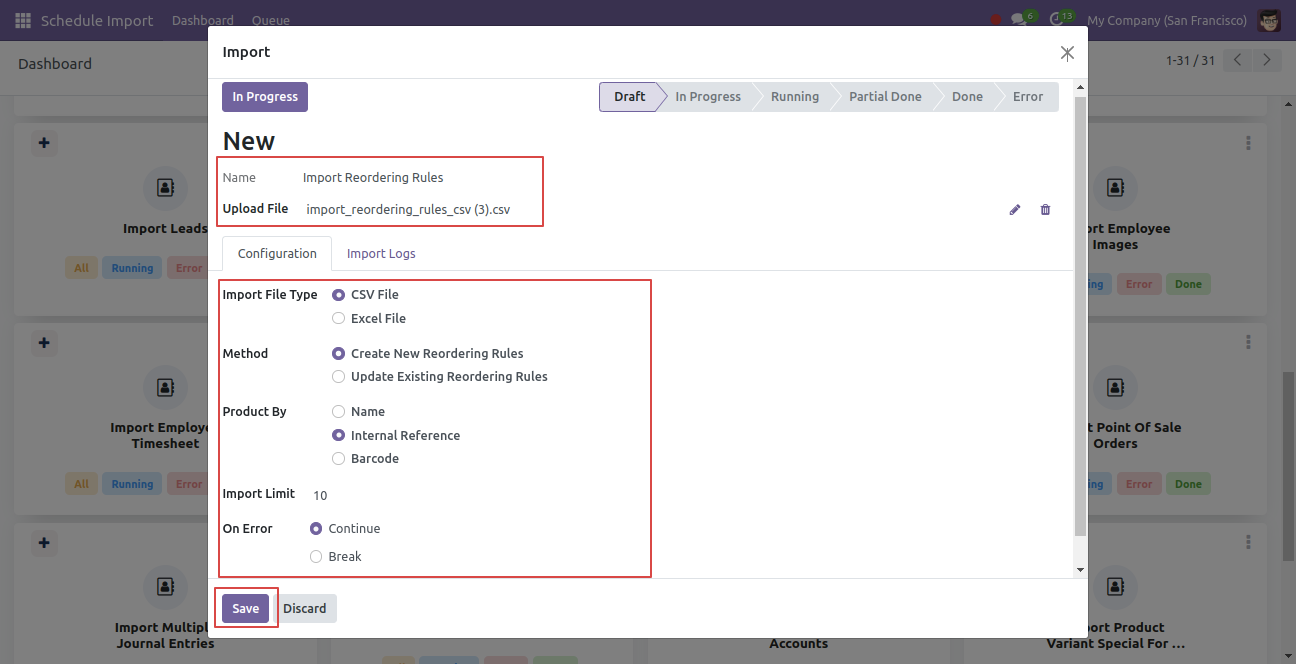 Schedule Import Dashboard Queue 6 13 My Company (San Francisco)
Dashboard
1-31 / 31
Import
In Progress
Draft In Progress Running Partial Done Done Error
New
Name Import Reordering Rules
Upload File import_reordering_rules_csv (3).csv
Configuration Import Logs
Import File Type CSV File
Excel File
Method Create New Reordering Rules
Update Existing Reordering Rules
Product By Name
Internal Reference
Barcode
Import Limit 10
On Error Continue
Break
Save Discard
Import Leads
All Running Error
Import Employee
Timesheet
All Running Error
Import Multiple
Journal Entries
Accounts
Import Employee
Images
Error Done
Import Point Of Sale
Orders
Error Done
Import Product
Variant Special For ...